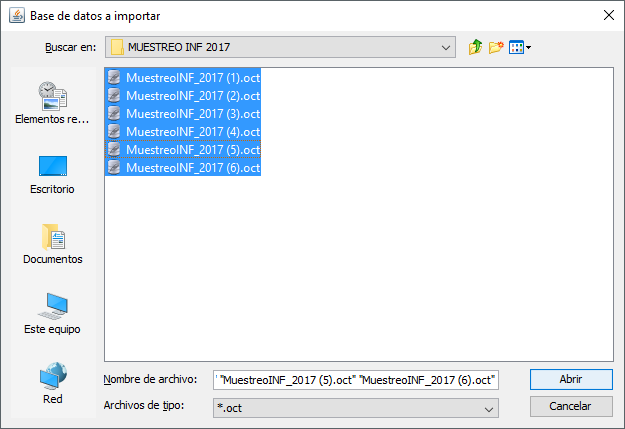 Base de datos a importar
Buscar en: MUESTREO INF 2017
MuestreoINF_2017 (1).oct
MuestreoINF_2017 (2).oct
MuestreoINF_2017 (3).oct
MuestreoINF_2017 (4).oct
MuestreoINF_2017 (5).oct
MuestreoINF_2017 (6).oct
Elementos re...
Escritorio
Documentos
Este equipo
Red
Nombre de archivo: "MuestreoINF_2017 (5).oct" "MuestreoINF_2017 (6).oct"
Abrir
Archivos de tipo: *.oct
Cancelar